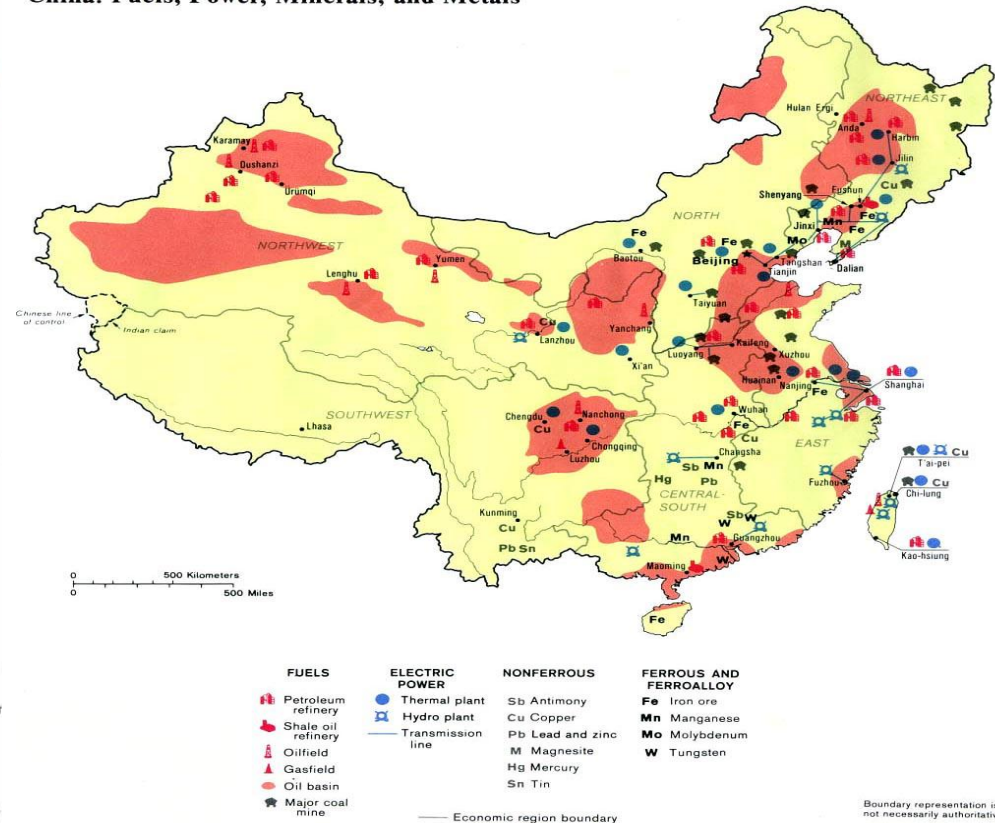 China: Fuels, Power, Minerals, and Metals
NORTHEAST
Hulan Ergi
Anda
Harbin
Jilin
Karamay
Dushanzi
Urumqi
Cu
Shenyang
Fushun
Fe
Jinxi
Mn
Fe
NORTH
Mo
M
NORTHWEST
Fe
Baotou
Fe
Beijing
Tangshan
Tianjin
Dalian
Yumen
Lenghu
Taiyuan
Chinese line
of control
Indian claim
Yanchang
Cu
Lanzhou
Luoyang
Kaifeng
Xuzhou
Xi'an
Huainan
Nanjing
Fe
Shanghai
SOUTHWEST
Lhasa
Chengdu
Cu
Nanchong
Chongqing
Luzhou
Wuhan
Fe
Cu
EAST
Changsha
Sb
Mn
Hg
Pb
CENTRAL-
SOUTH
Fuzhou
Cu
T'ai-pei
Cu
Chi-lung
Kunming
Cu
Pb Sn
Sb
W
W
Mn
Guangzhou
W
Maoming
Kao-hsiung
Fe
0 500 Kilometers
0 500 Miles
FUELS
Petroleum
refinery
Shale oil
refinery
Oilfield
Gasfield
Oil basin
Major coal
mine
ELECTRIC
POWER
Thermal plant
Hydro plant
Transmission
line
NONFERROUS
Sb Antimony
Cu Copper
Pb Lead and zinc
M Magnesite
Hg Mercury
Sn Tin
FERROUS AND
FERROALLOY
Fe Iron ore
Mn Manganese
Mo Molybdenum
W Tungsten
Economic region boundary
Boundary representation is
not necessarily authoritative